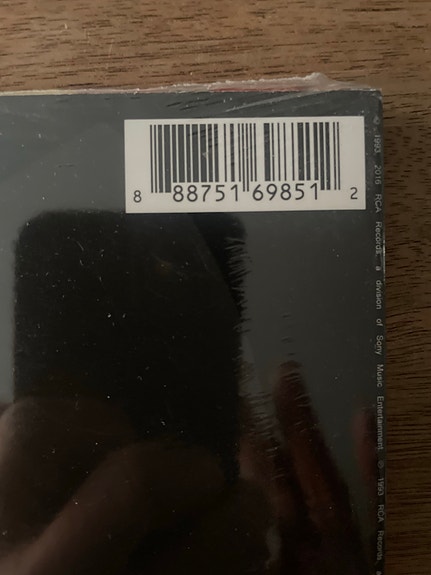 8 88751 69851 2
℗ 1993, 2016 RCA Records, a division of Sony Music Entertainment. ℗ 1993 RCA Records, a